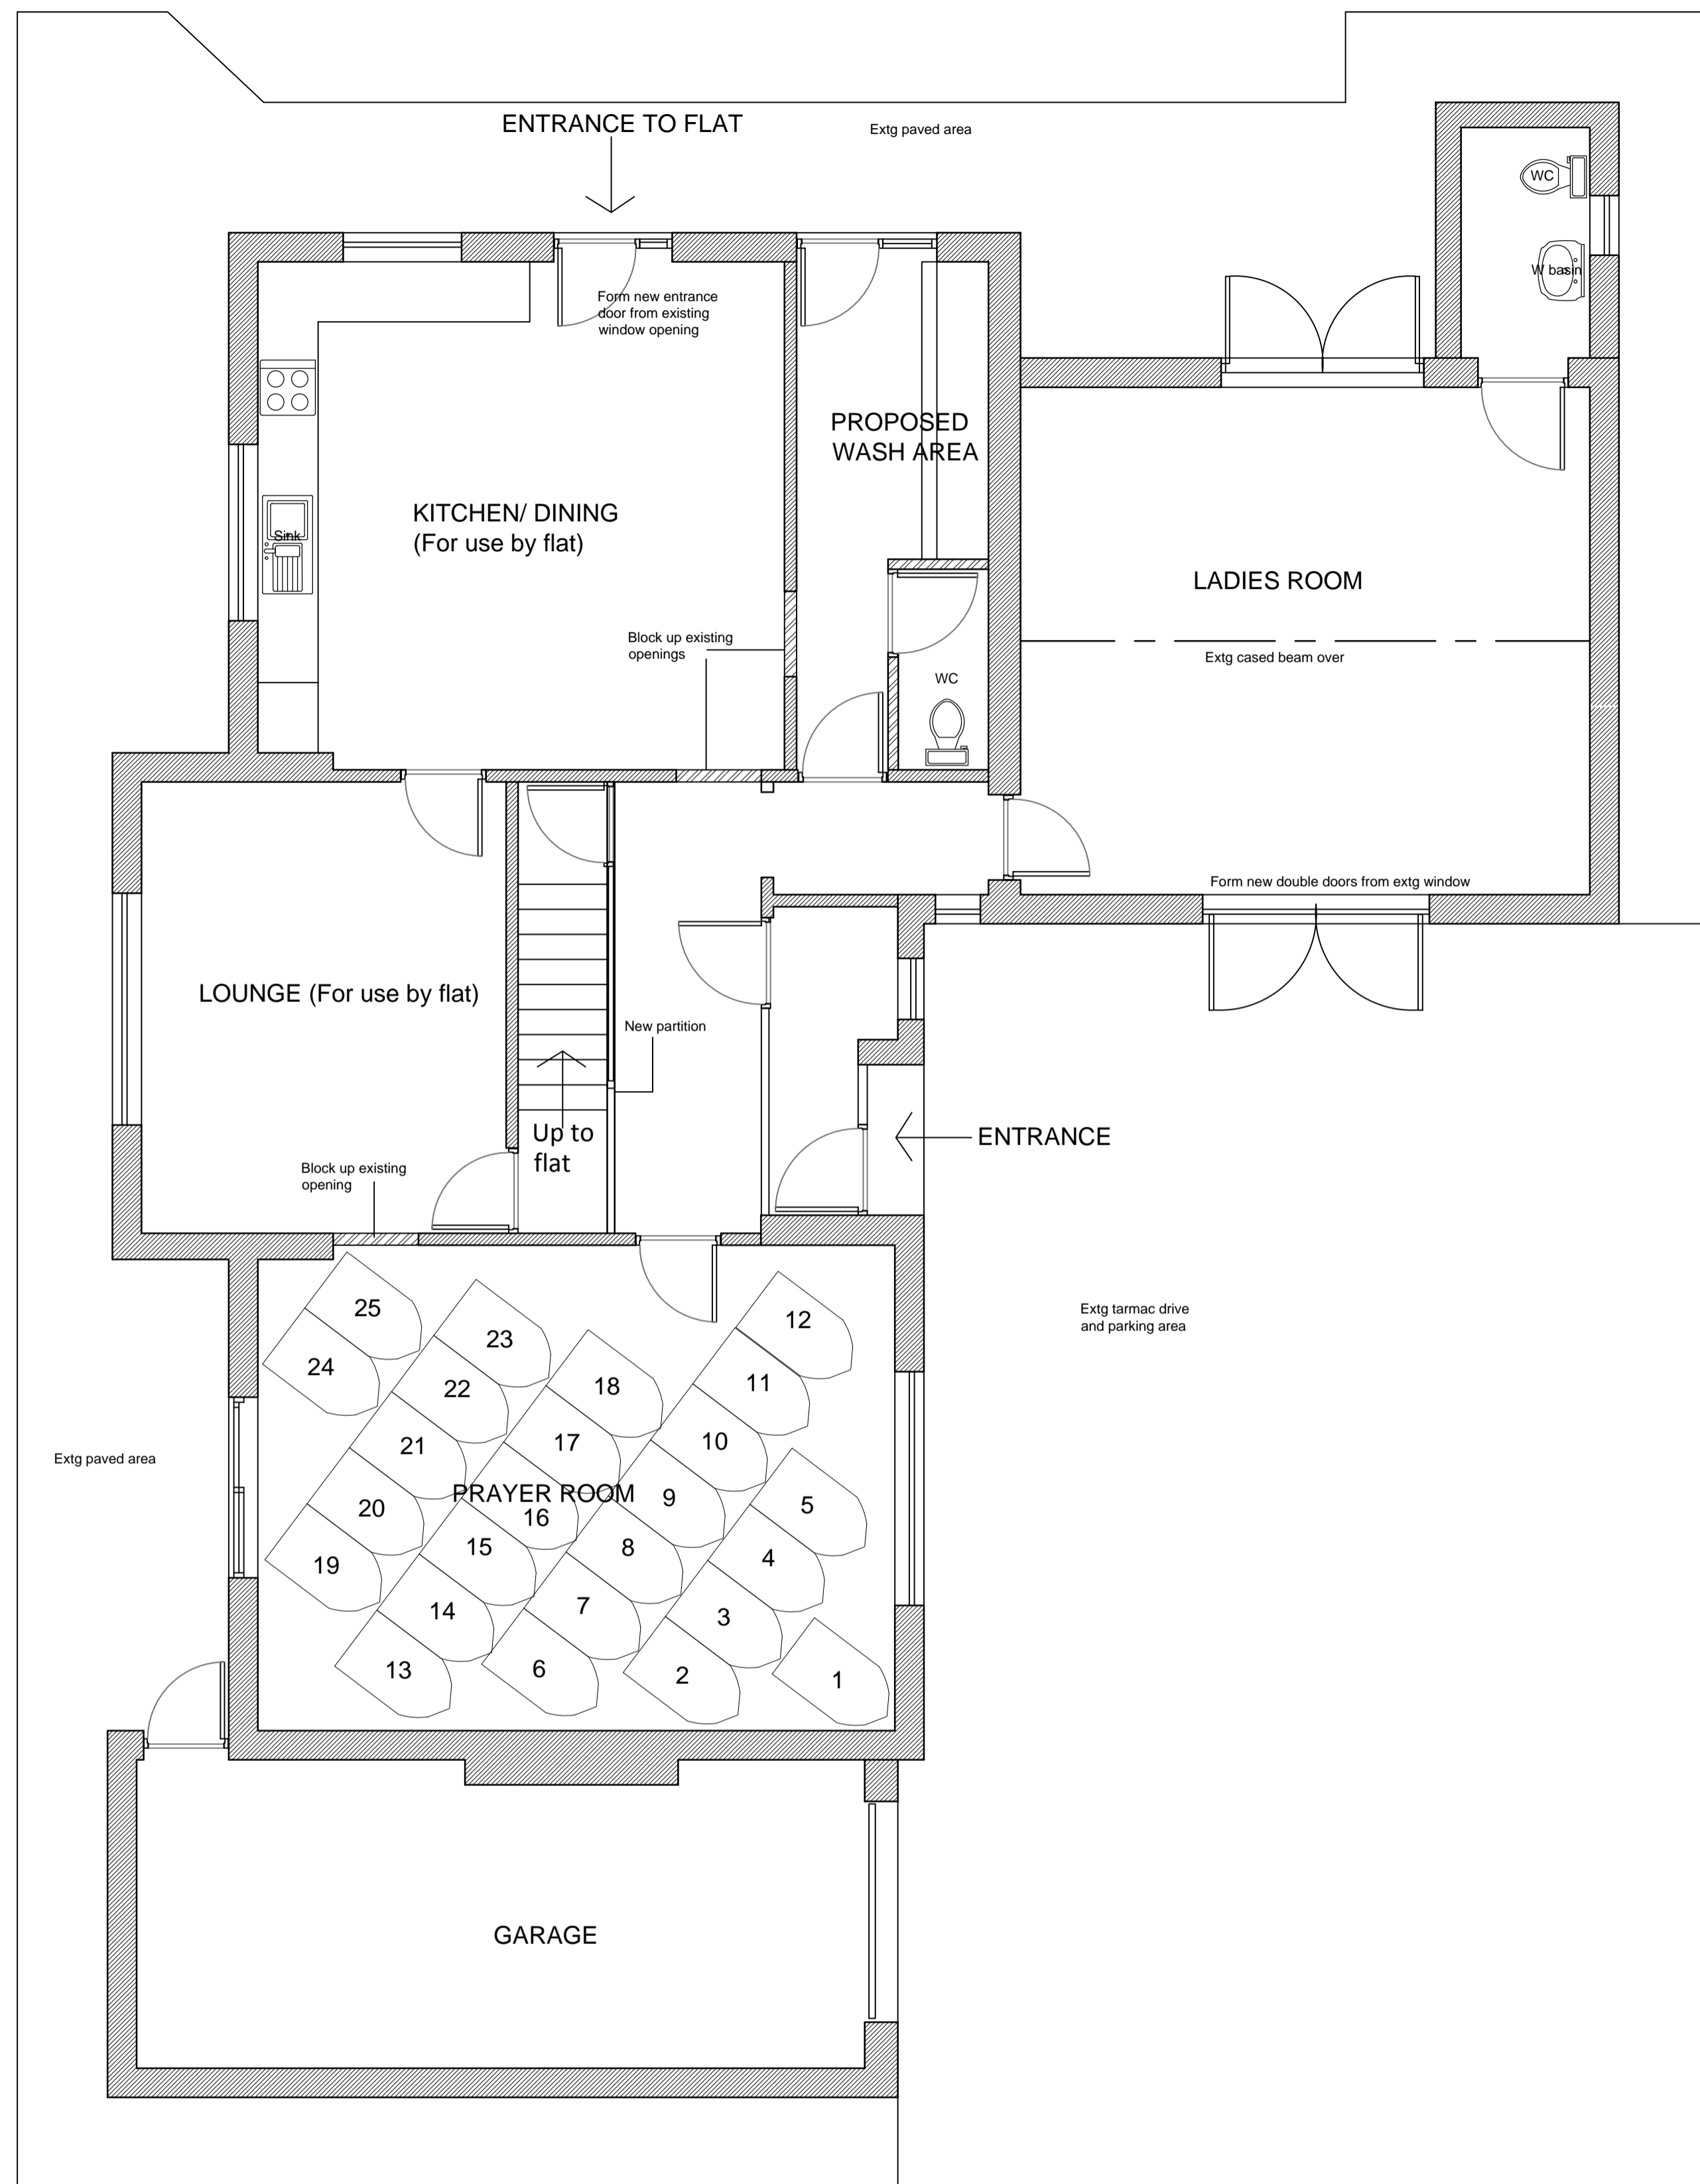 ENTRANCE TO FLAT
Extg paved area
WC
W basin
Form new entrance
door from existing
window opening
PROPOSED
WASH AREA
KITCHEN/ DINING
(For use by flat)
Sink
LADIES ROOM
Block up existing
openings
Extg cased beam over
WC
Form new double doors from extg window
LOUNGE (For use by flat)
New partition
Up to
flat
ENTRANCE
Block up existing
opening
Extg tarmac drive
and parking area
25
12
23
24
18
22
11
17
10
21
Extg paved area
PRAYER ROOM
9
5
20
16
15
8
4
19
7
14
3
13
6
2
1
GARAGE